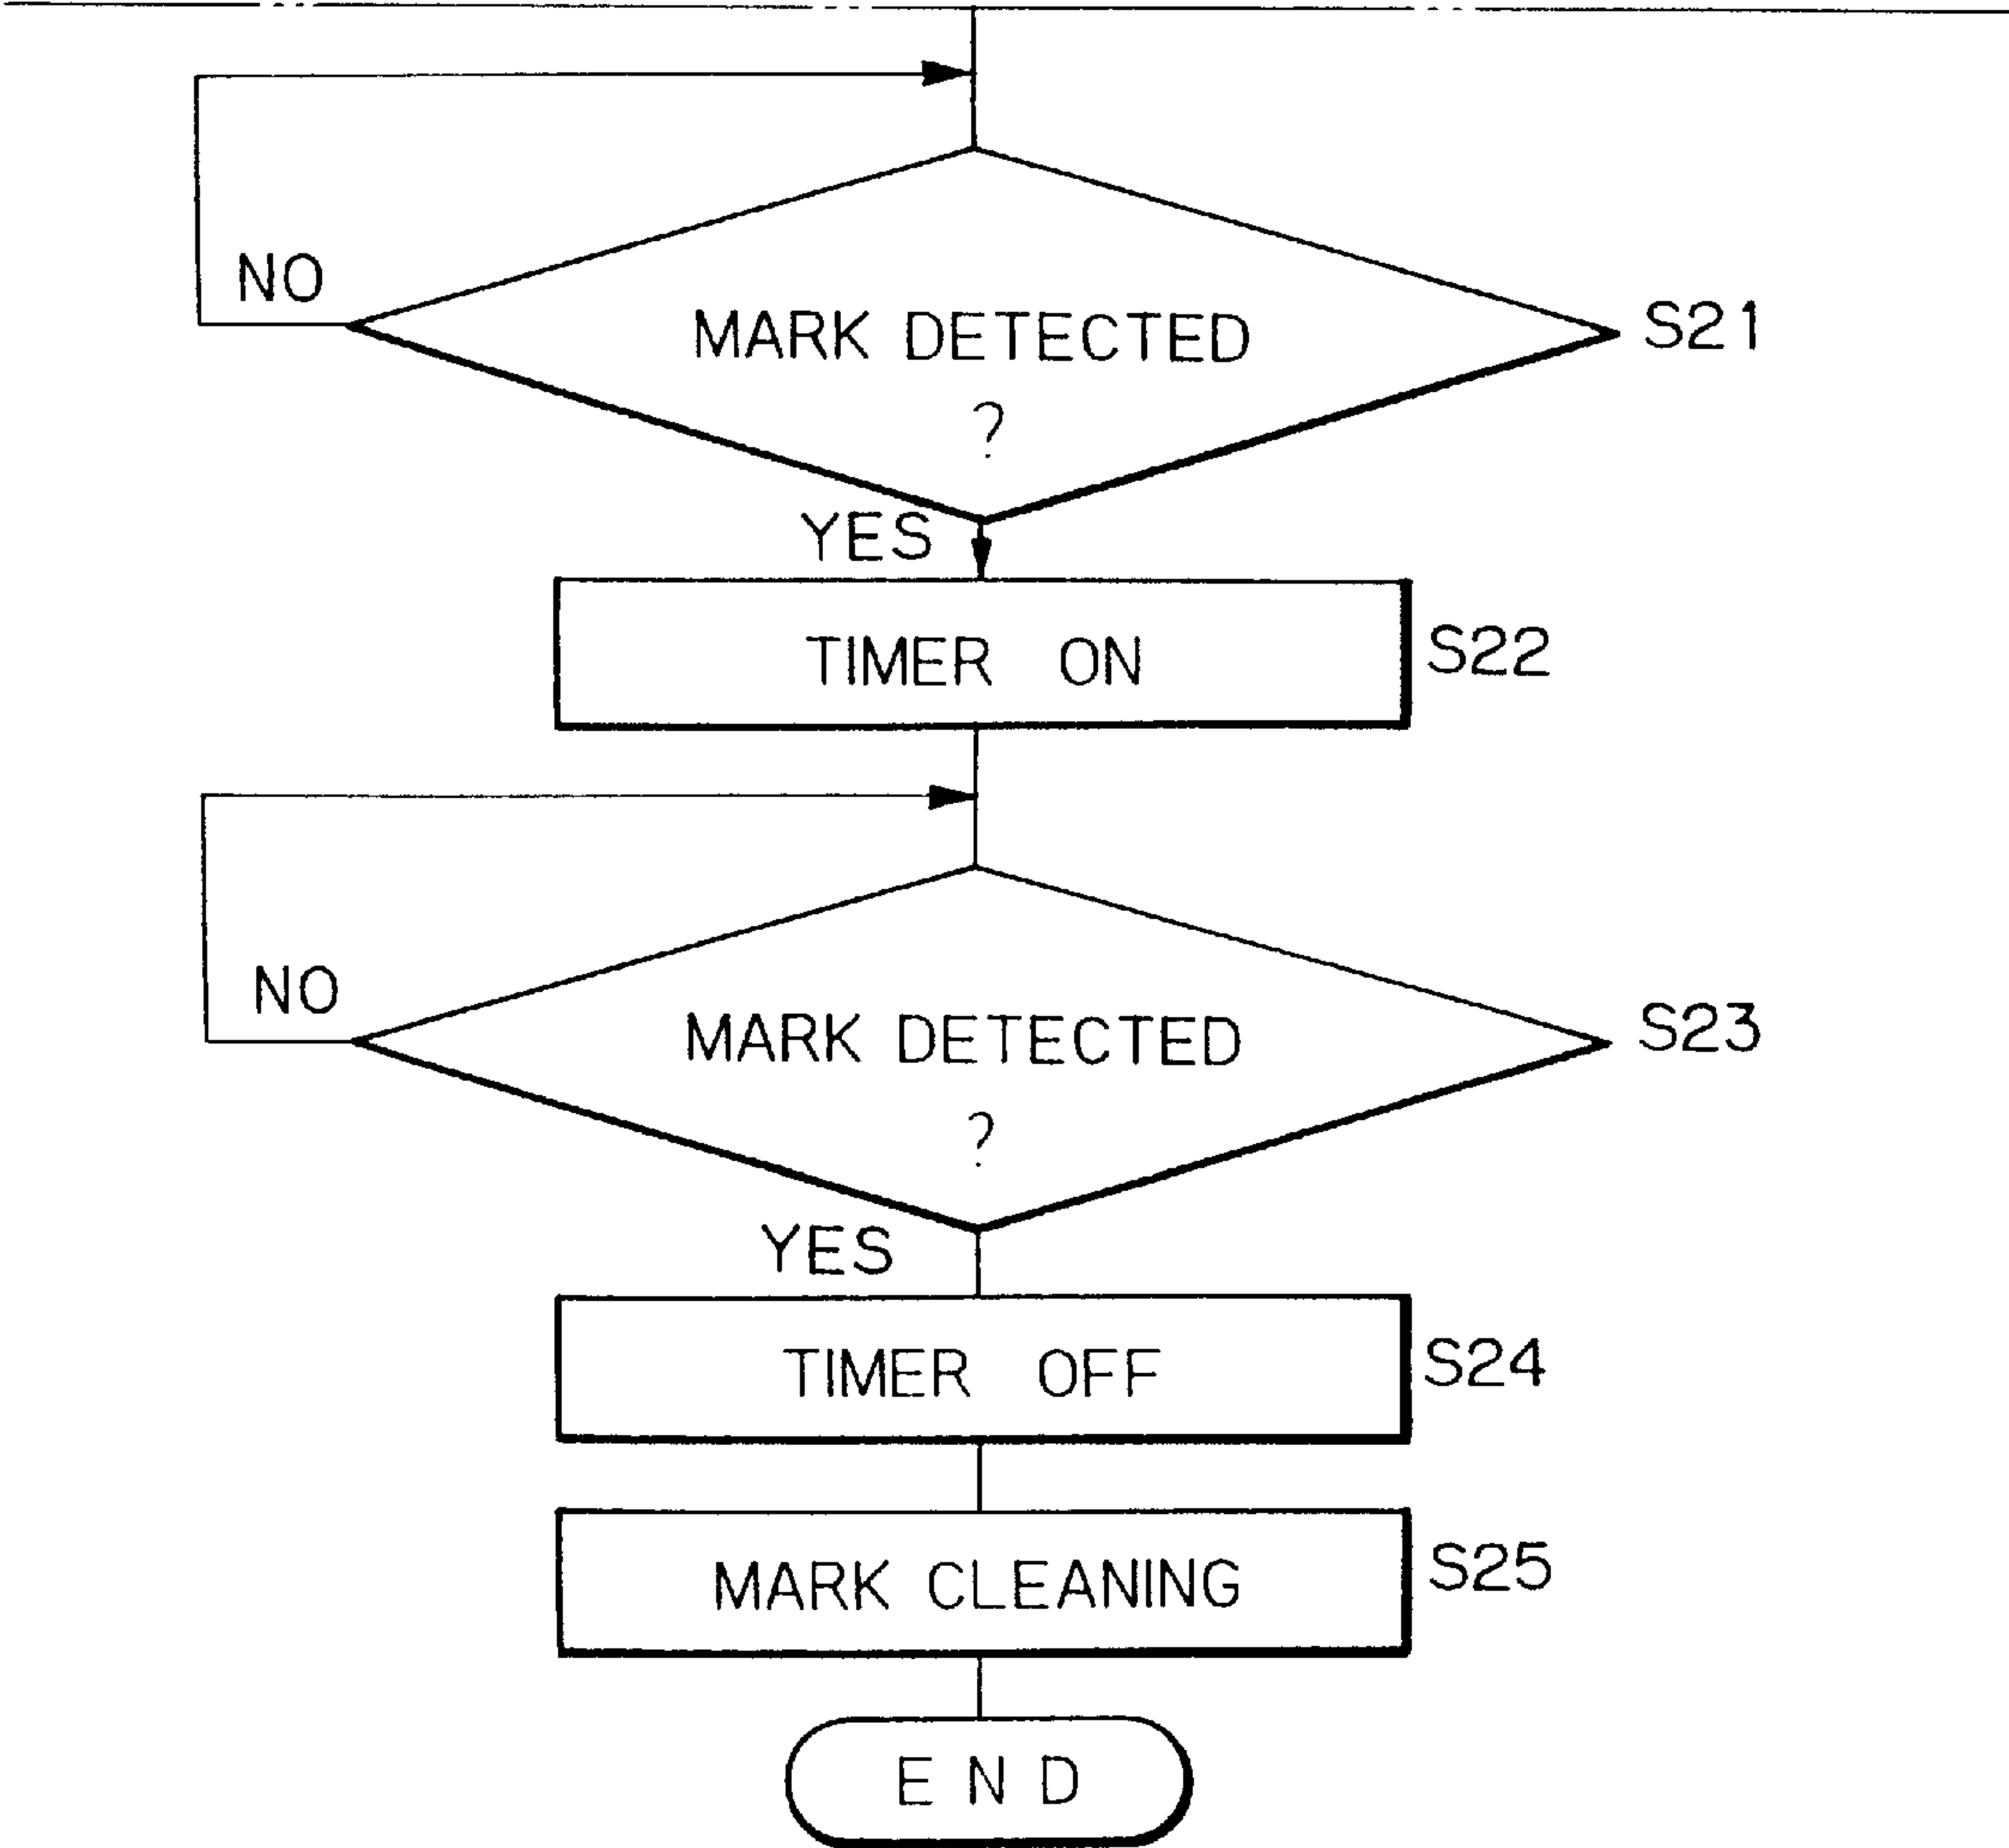 NO
MARK DETECTED
?
S21
YES
TIMER ON
S22
NO
MARK DETECTED
?
S23
YES
TIMER OFF
S24
MARK CLEANING
S25
END